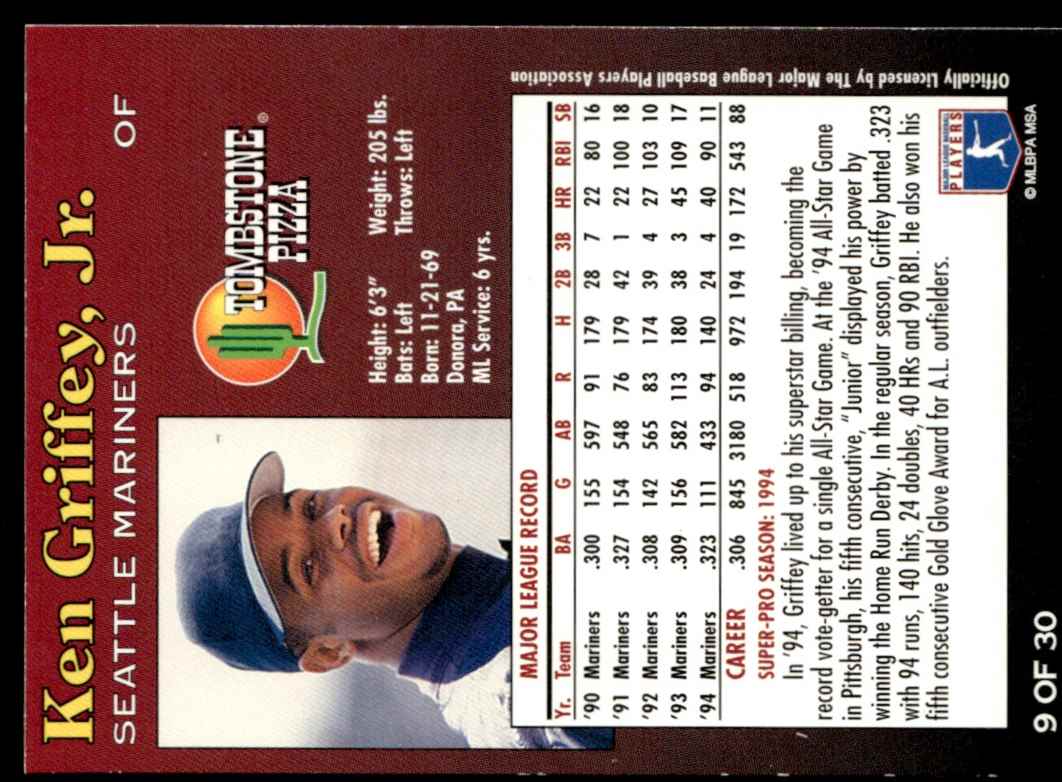 Ken Griffey, Jr.
SEATTLE MARINERS OF
TOMBSTONE®
PIZZA
Height: 6'3" Weight: 205 lbs.
Bats: Left Throws: Left
Born: 11-21-69
Donora, PA
ML Service: 6 yrs.
MAJOR LEAGUE RECORD
Yr. Team BA G AB R H 2B 3B HR RBI SB
'90 Mariners .300 155 597 91 179 28 7 22 80 16
'91 Mariners .327 154 548 76 179 42 1 22 100 18
'92 Mariners .308 142 565 83 174 39 4 27 103 10
'93 Mariners .309 156 582 113 180 38 3 45 109 17
'94 Mariners .323 111 433 94 140 24 4 40 90 11
CAREER .306 845 3180 518 972 194 19 172 543 88
SUPER-PRO SEASON: 1994
In '94, Griffey lived up to his superstar billing, becoming the
record vote-getter for a single All-Star Game. At the '94 All-Star Game
in Pittsburgh, his fifth consecutive, "Junior" displayed his power by
winning the Home Run Derby. In the regular season, Griffey batted .323
with 94 runs, 140 hits, 24 doubles, 40 HRs and 90 RBI. He also won his
fifth consecutive Gold Glove Award for A.L. outfielders.
Officially Licensed by The Major League Baseball Players Association
MAJOR LEAGUE BASEBALL
PLAYERS
© MLBPA MSA
9 OF 30